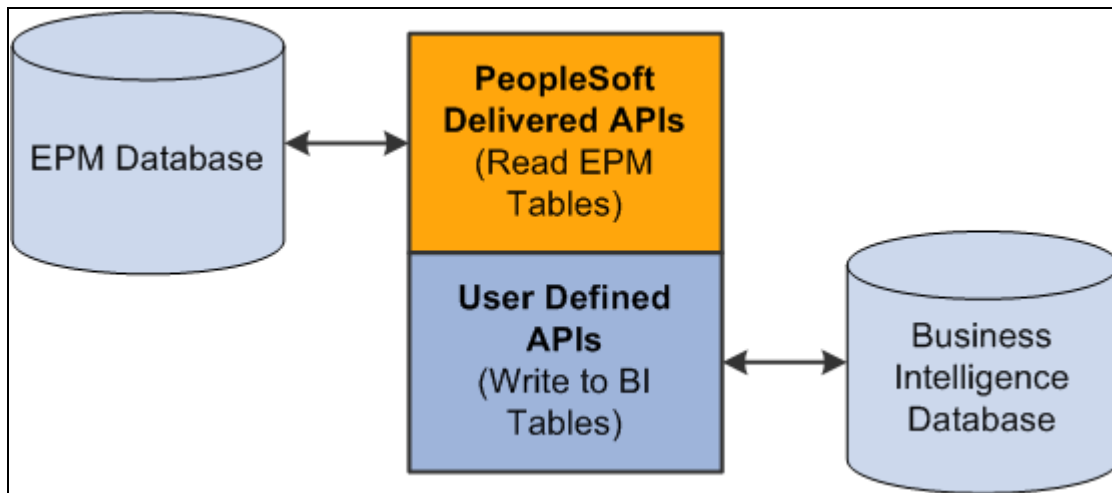 EPM Database
PeopleSoft
Delivered APIs
(Read EPM
Tables)
User Defined
APIs
(Write to BI
Tables)
Business
Intelligence
Database